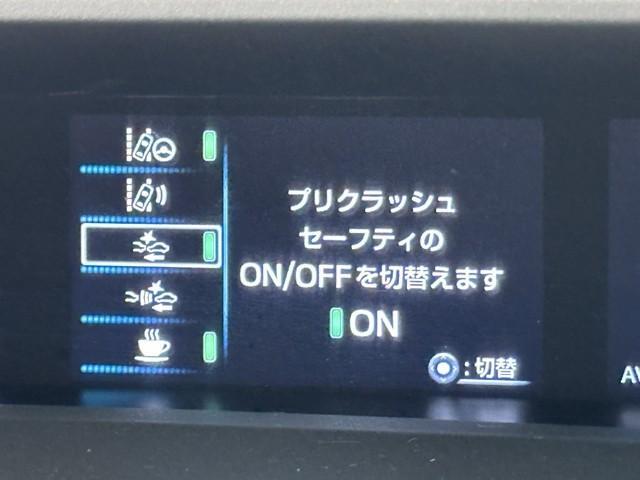 プリクラッシュ
セーフティの
ON/OFFを切替えます
ON
:切替
AV